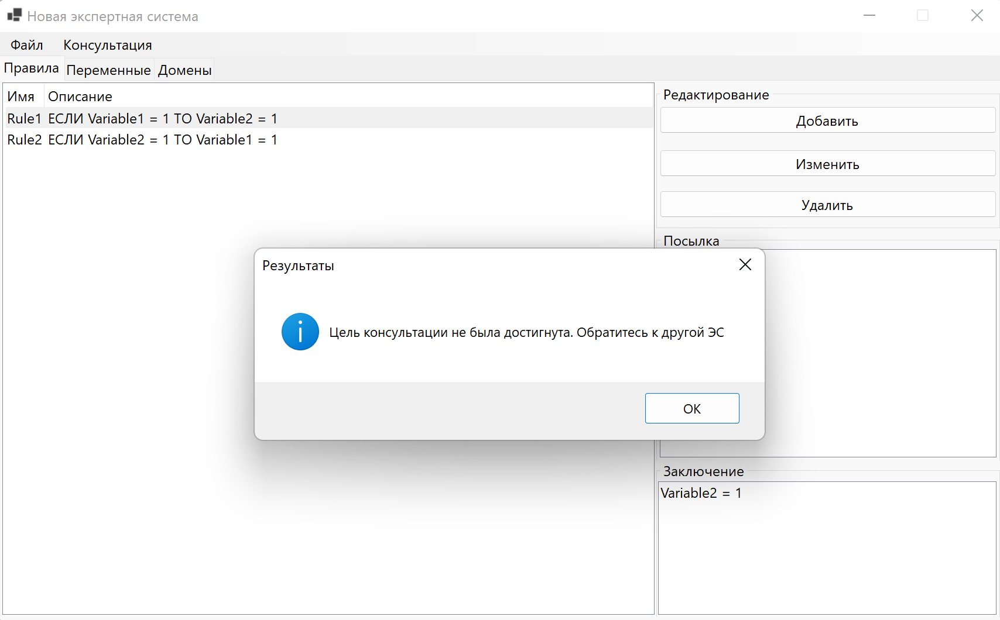 Новая экспертная система
Файл Консультация
Правила Переменные Домены
Имя Описание
Rule1 ЕСЛИ Variable1 = 1 ТО Variable2 = 1
Rule2 ЕСЛИ Variable2 = 1 ТО Variable1 = 1
Редактирование
Добавить
Изменить
Удалить
Посылка
Результаты
Цель консультации не была достигнута. Обратитесь к другой ЭС
ОК
Заключение
Variable2 = 1